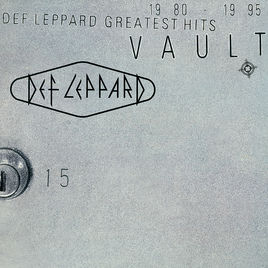 19 80 - 19 95
DEF LEPPARD GREATEST HITS
VAULT
DEF LEPPARD
15